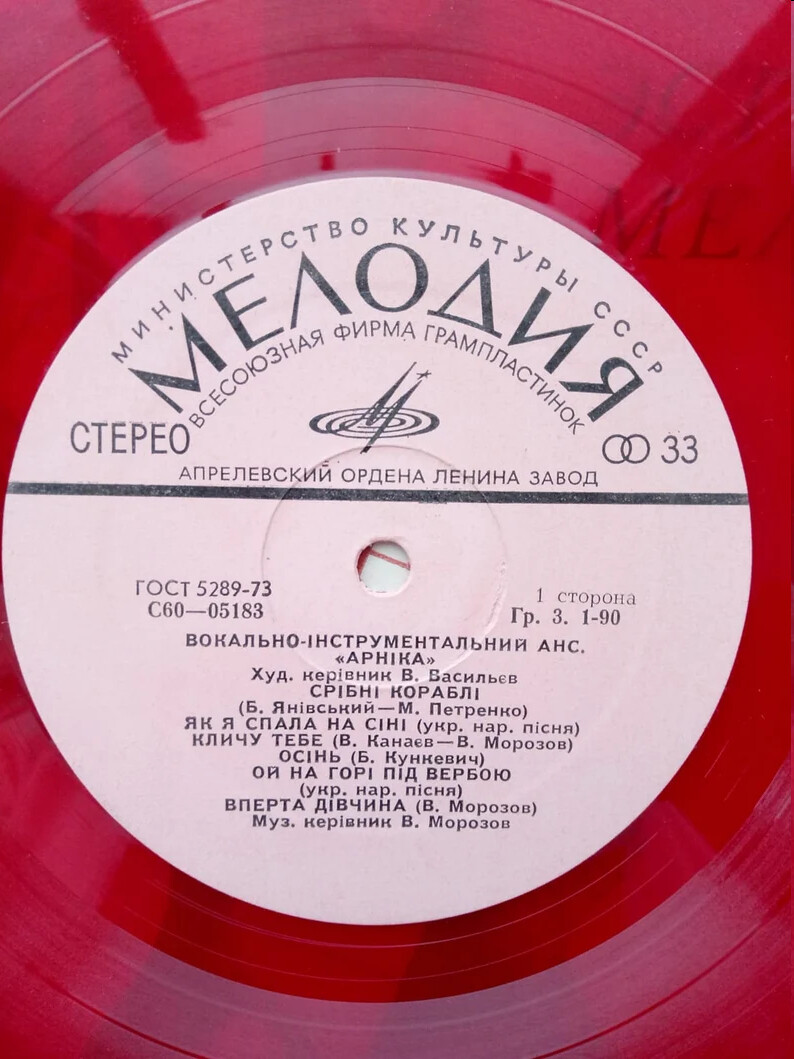 МИНИСТЕРСТВО КУЛЬТУРЫ СССР
МЕЛОДИЯ
ВСЕСОЮЗНАЯ ФИРМА ГРАМПЛАСТИНОК
СТЕРЕО
33
АПРЕЛЕВСКИЙ ОРДЕНА ЛЕНИНА ЗАВОД
ГОСТ 5289-73
С60—05183
1 сторона
Гр. 3. 1-90
ВОКАЛЬНО-ІНСТРУМЕНТАЛЬНИЙ АНС.
«АРНІКА»
Худ. керівник В. Васильєв
СРІБНІ КОРАБЛІ
(Б. Янівський—М. Петренко)
ЯК Я СПАЛА НА СІНІ (укр. нар. пісня)
КЛИЧУ ТЕБЕ (В. Канаєв—В. Морозов)
ОСІНЬ (Б. Кункевич)
ОЙ НА ГОРІ ПІД ВЕРБОЮ
(укр. нар. пісня)
ВПЕРТА ДІВЧИНА (В. Морозов)
Муз. керівник В. Морозов